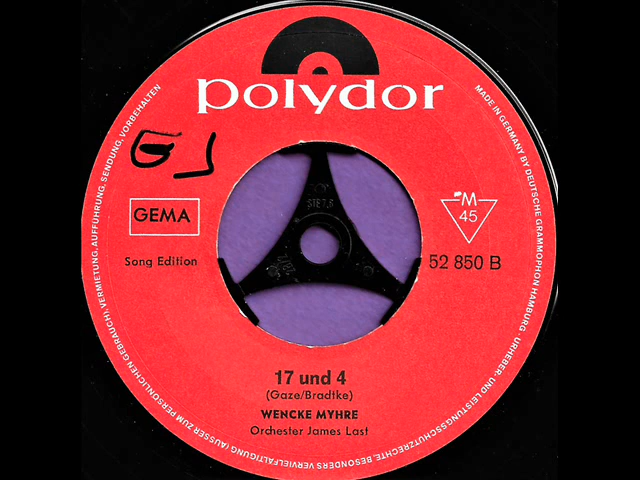 polydor
GJ
GEMA
M
45
Song Edition
52 850 B
17 und 4
(Gaze/Bradtke)
WENCKE MYHRE
Orchester James Last
MADE IN GERMANY BY DEUTSCHE GRAMMOPHON HAMBURG · URHEBER- UND LEISTUNGSSCHUTZRECHTE, BESONDERS VERVIELFÄLTIGUNG (AUSSER ZUM PERSÖNLICHEN GEBRAUCH), VERMIETUNG, AUFFÜHRUNG, SENDUNG, VORBEHALTEN